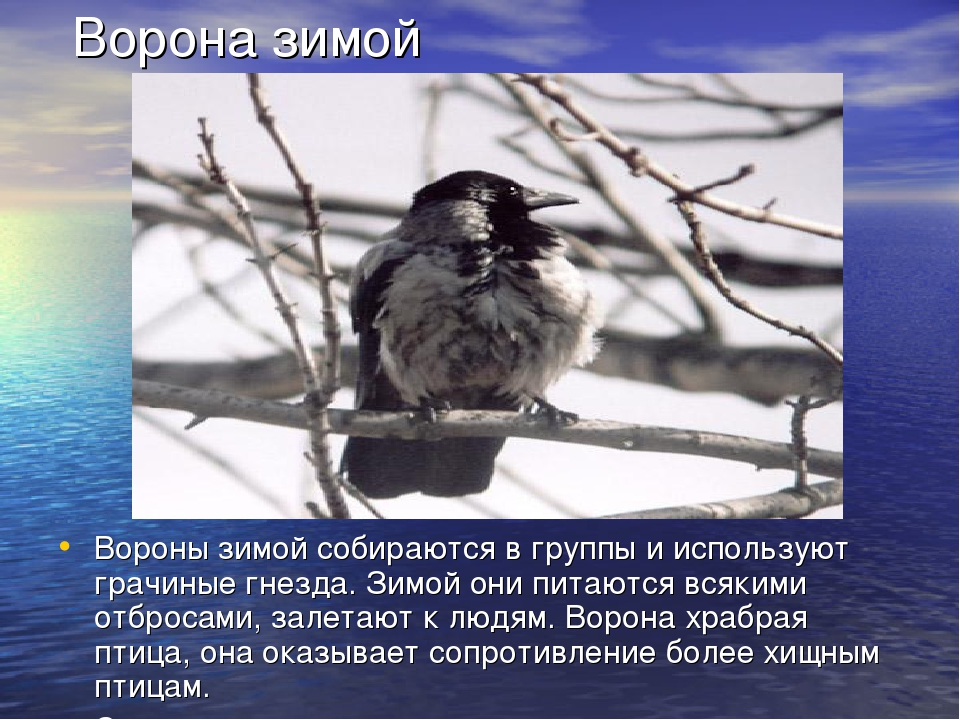 Ворона зимой
Вороны зимой собираются в группы и используют
грачиные гнезда. Зимой они питаются всякими
отбросами, залетают к людям. Ворона храбрая
птица, она оказывает сопротивление более хищным
птицам.